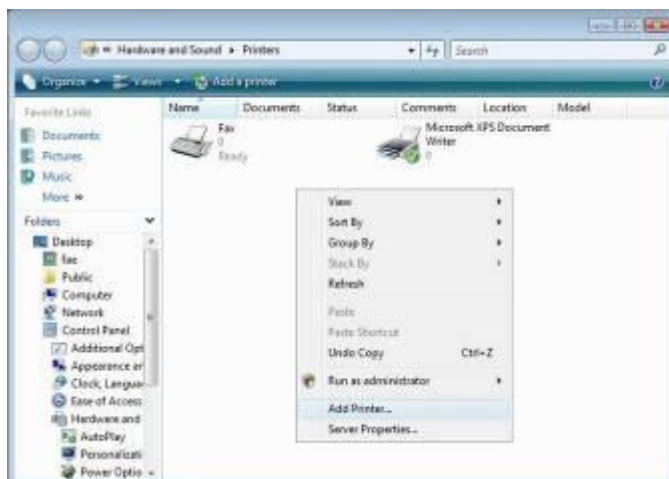 Hardware and Sound Printers
Search
Organize Views Add a printer
Favorite Links
Documents
Pictures
Music
More »
Folders
Desktop
fae
Public
Computer
Network
Control Panel
Additional Opt
Appearance an
Clock, Languag
Ease of Access
Hardware and
AutoPlay
Personalizati
Power Optio
Name Documents Status Comments Location Model
Fax
0
Ready
Microsoft XPS Document
Writer
0
View
Sort By
Group By
Stack By
Refresh
Paste
Paste Shortcut
Undo Copy Ctrl+Z
Run as administrator
Add Printer...
Server Properties...